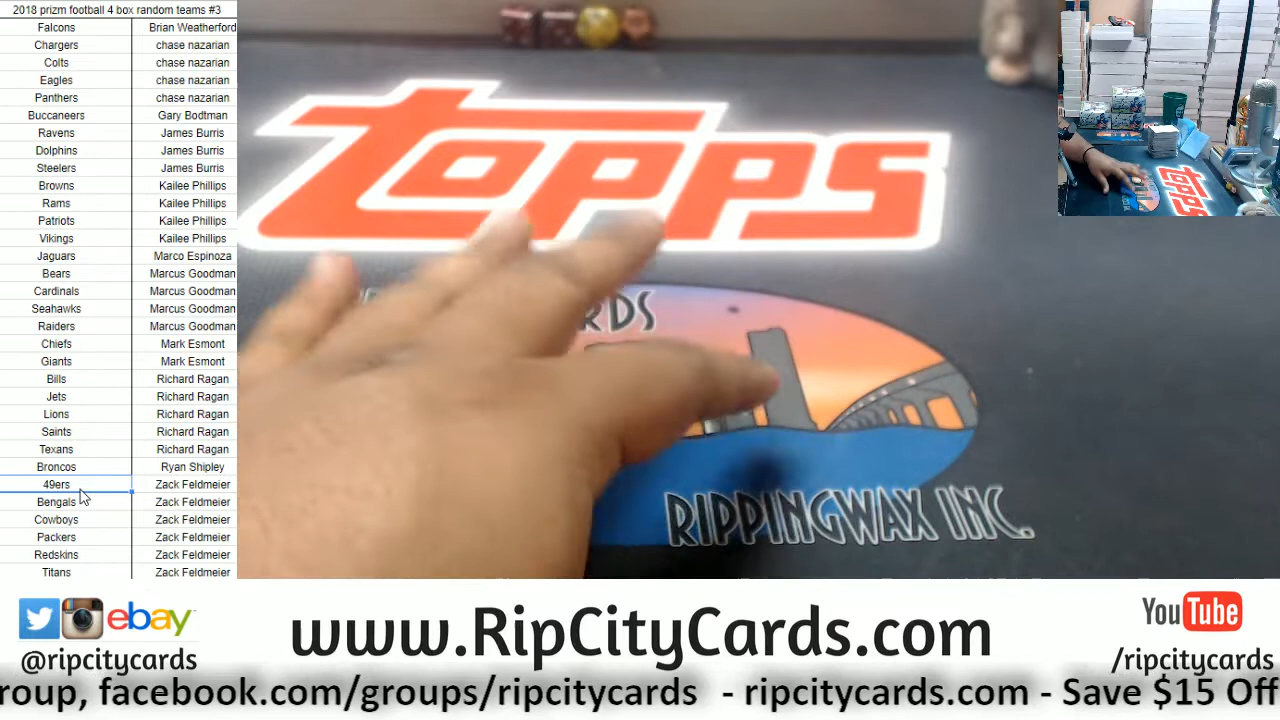 2018 prizm football 4 box random teams #3
Falcons Brian Weatherford
Chargers chase nazarian
Colts chase nazarian
Eagles chase nazarian
Panthers chase nazarian
Buccaneers Gary Bodtman
Ravens James Burris
Dolphins James Burris
Steelers James Burris
Browns Kailee Phillips
Rams Kailee Phillips
Patriots Kailee Phillips
Vikings Kailee Phillips
Jaguars Marco Espinoza
Bears Marcus Goodman
Cardinals Marcus Goodman
Seahawks Marcus Goodman
Raiders Marcus Goodman
Chiefs Mark Esmont
Giants Mark Esmont
Bills Richard Ragan
Jets Richard Ragan
Lions Richard Ragan
Saints Richard Ragan
Texans Richard Ragan
Broncos Ryan Shipley
49ers Zack Feldmeier
Bengals Zack Feldmeier
Cowboys Zack Feldmeier
Packers Zack Feldmeier
Redskins Zack Feldmeier
Titans Zack Feldmeier
topps
RDS
RIPPINGWAX INC.
topps
ebay
@ripcitycards
www.RipCityCards.com
YouTube
/ripcitycards
roup, facebook.com/groups/ripcitycards - ripcitycards.com - Save $15 Off